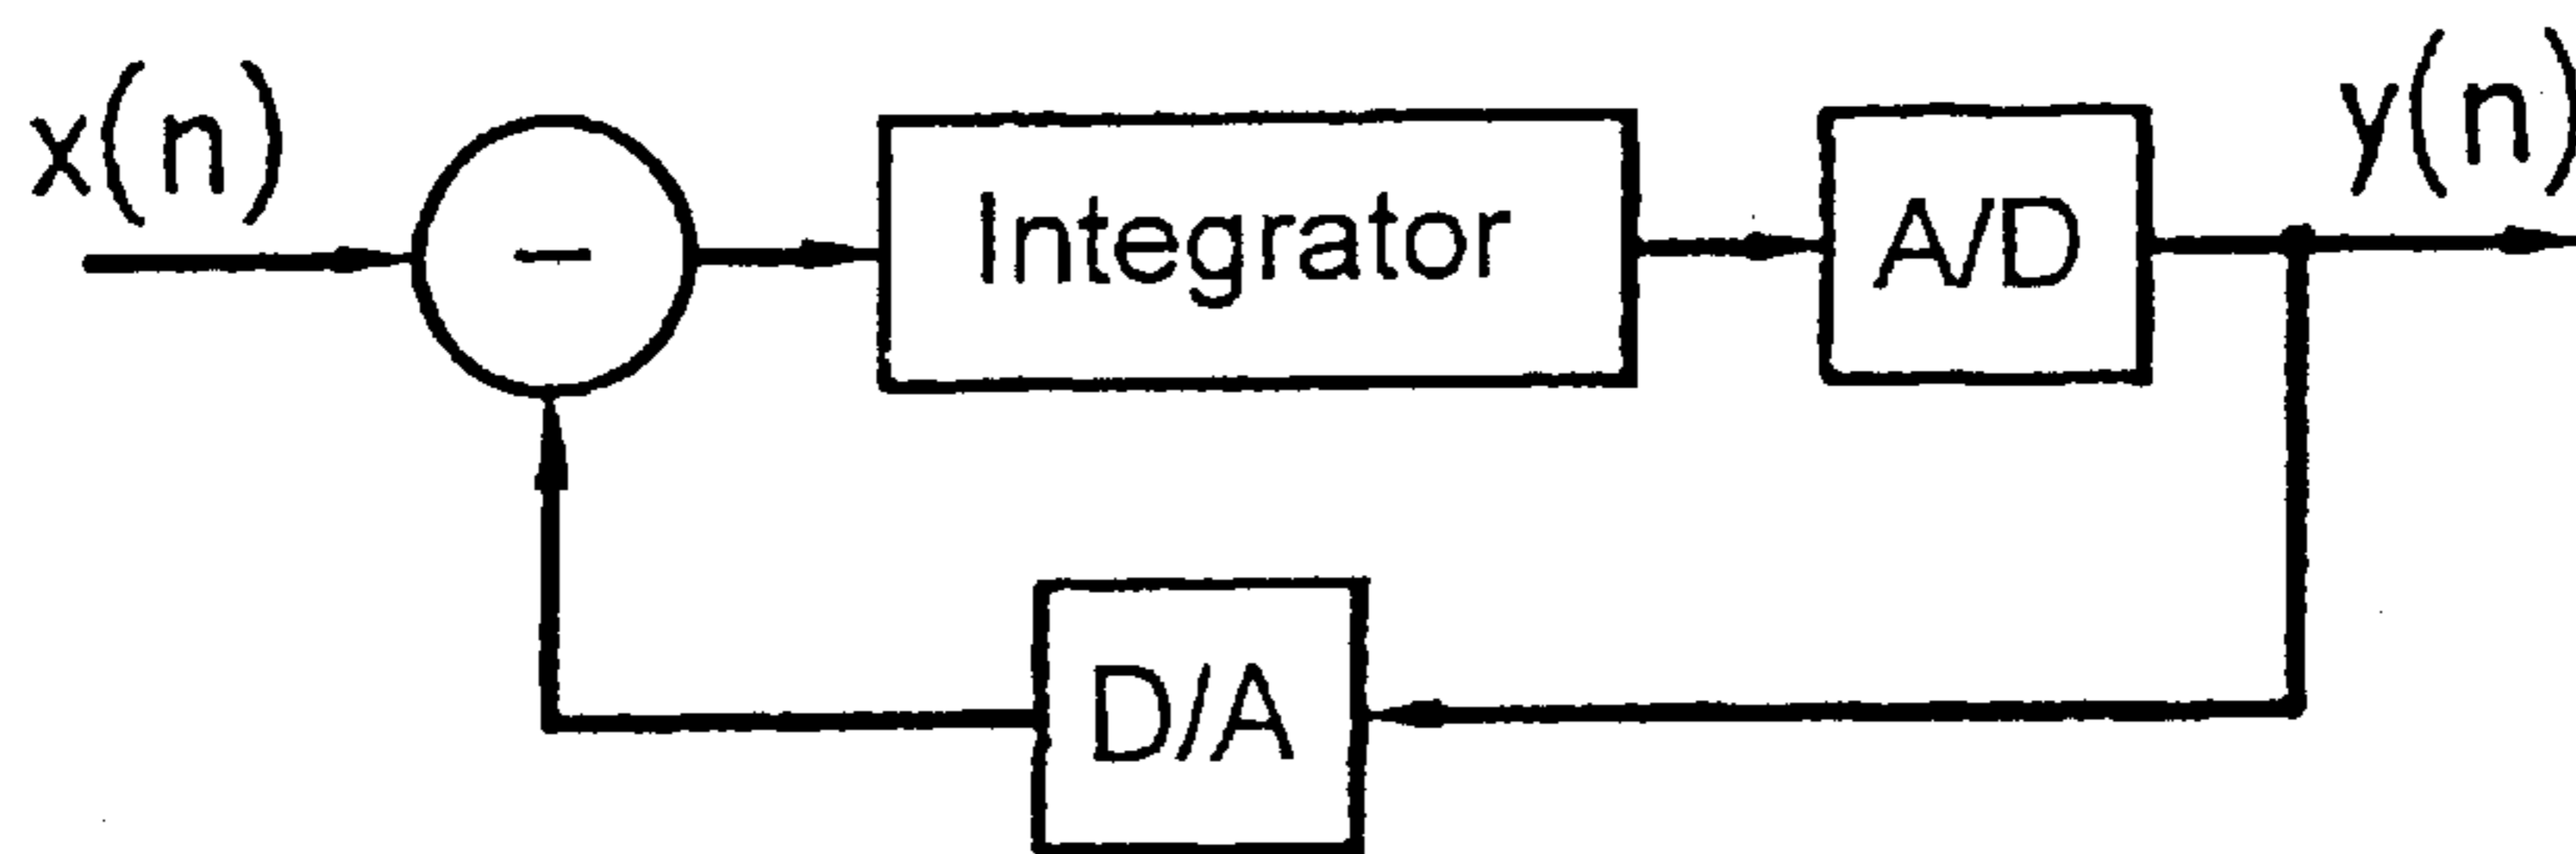 x(n)
−
Integrator
A/D
y(n)
D/A